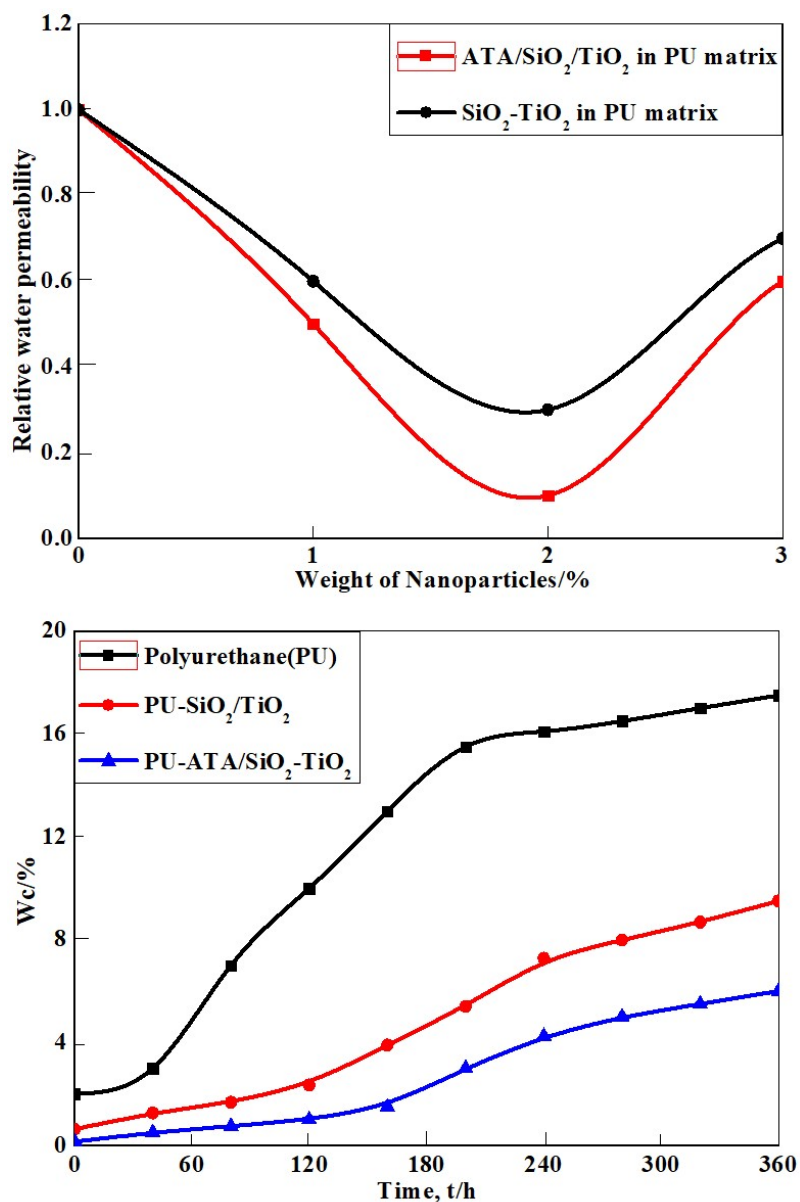 1.2
1.0
0.8
0.6
0.4
0.2
0.0
Relative water permeability
ATA/SiO₂/TiO₂ in PU matrix
SiO₂-TiO₂ in PU matrix
0 1 2 3
Weight of Nanoparticles/%
20
16
12
8
4
0
Wc/%
Polyurethane(PU)
PU-SiO₂/TiO₂
PU-ATA/SiO₂-TiO₂
0 60 120 180 240 300 360
Time, t/h